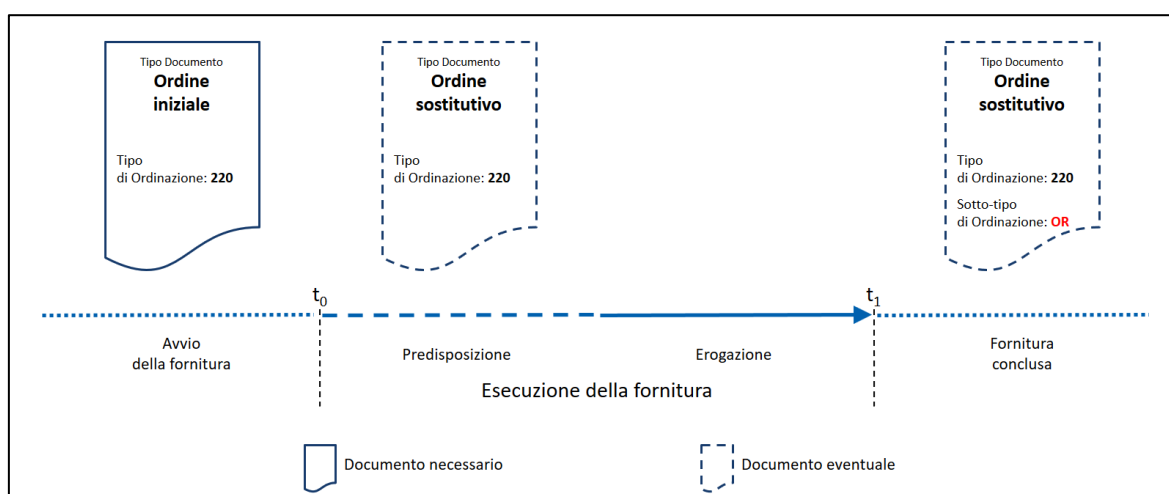 Tipo Documento
Ordine
iniziale
Tipo
di Ordinazione: 220
Tipo Documento
Ordine
sostitutivo
Tipo
di Ordinazione: 220
Tipo Documento
Ordine
sostitutivo
Tipo
di Ordinazione: 220
Sotto-tipo
di Ordinazione: OR
t0
t1
Avvio
della fornitura
Predisposizione
Erogazione
Fornitura
conclusa
Esecuzione della fornitura
Documento necessario
Documento eventuale